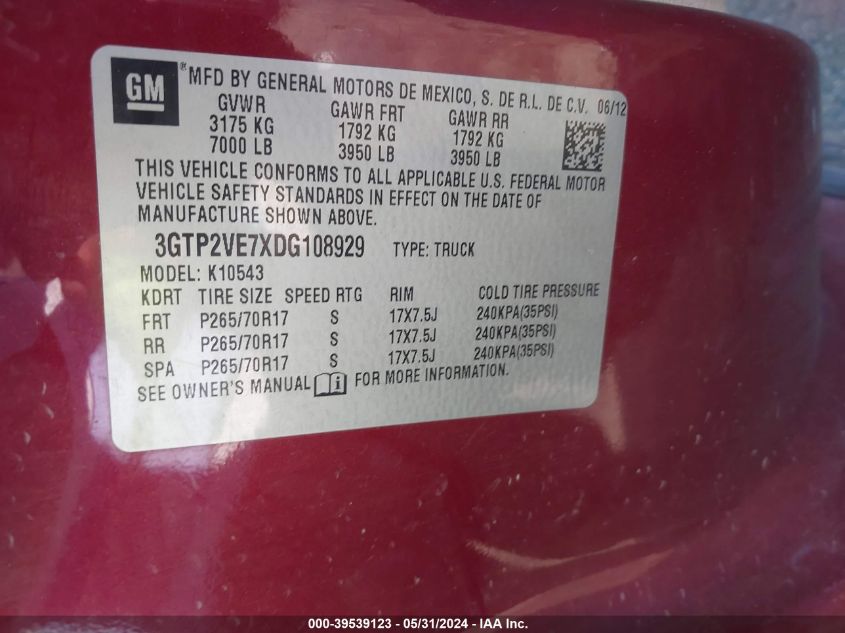 GM
® MFD BY GENERAL MOTORS DE MEXICO, S. DE R.L. DE C.V. 06/12
GVWR GAWR FRT GAWR RR
3175 KG 1792 KG 1792 KG
7000 LB 3950 LB 3950 LB
THIS VEHICLE CONFORMS TO ALL APPLICABLE U.S. FEDERAL MOTOR
VEHICLE SAFETY STANDARDS IN EFFECT ON THE DATE OF
MANUFACTURE SHOWN ABOVE.
3GTP2VE7XDG108929 TYPE: TRUCK
MODEL: K10543
KDRT TIRE SIZE SPEED RTG RIM COLD TIRE PRESSURE
FRT P265/70R17 S 17X7.5J 240KPA(35PSI)
RR P265/70R17 S 17X7.5J 240KPA(35PSI)
SPA P265/70R17 S 17X7.5J 240KPA(35PSI)
SEE OWNER'S MANUAL i FOR MORE INFORMATION.
000-39539123 - 05/31/2024 - IAA Inc.